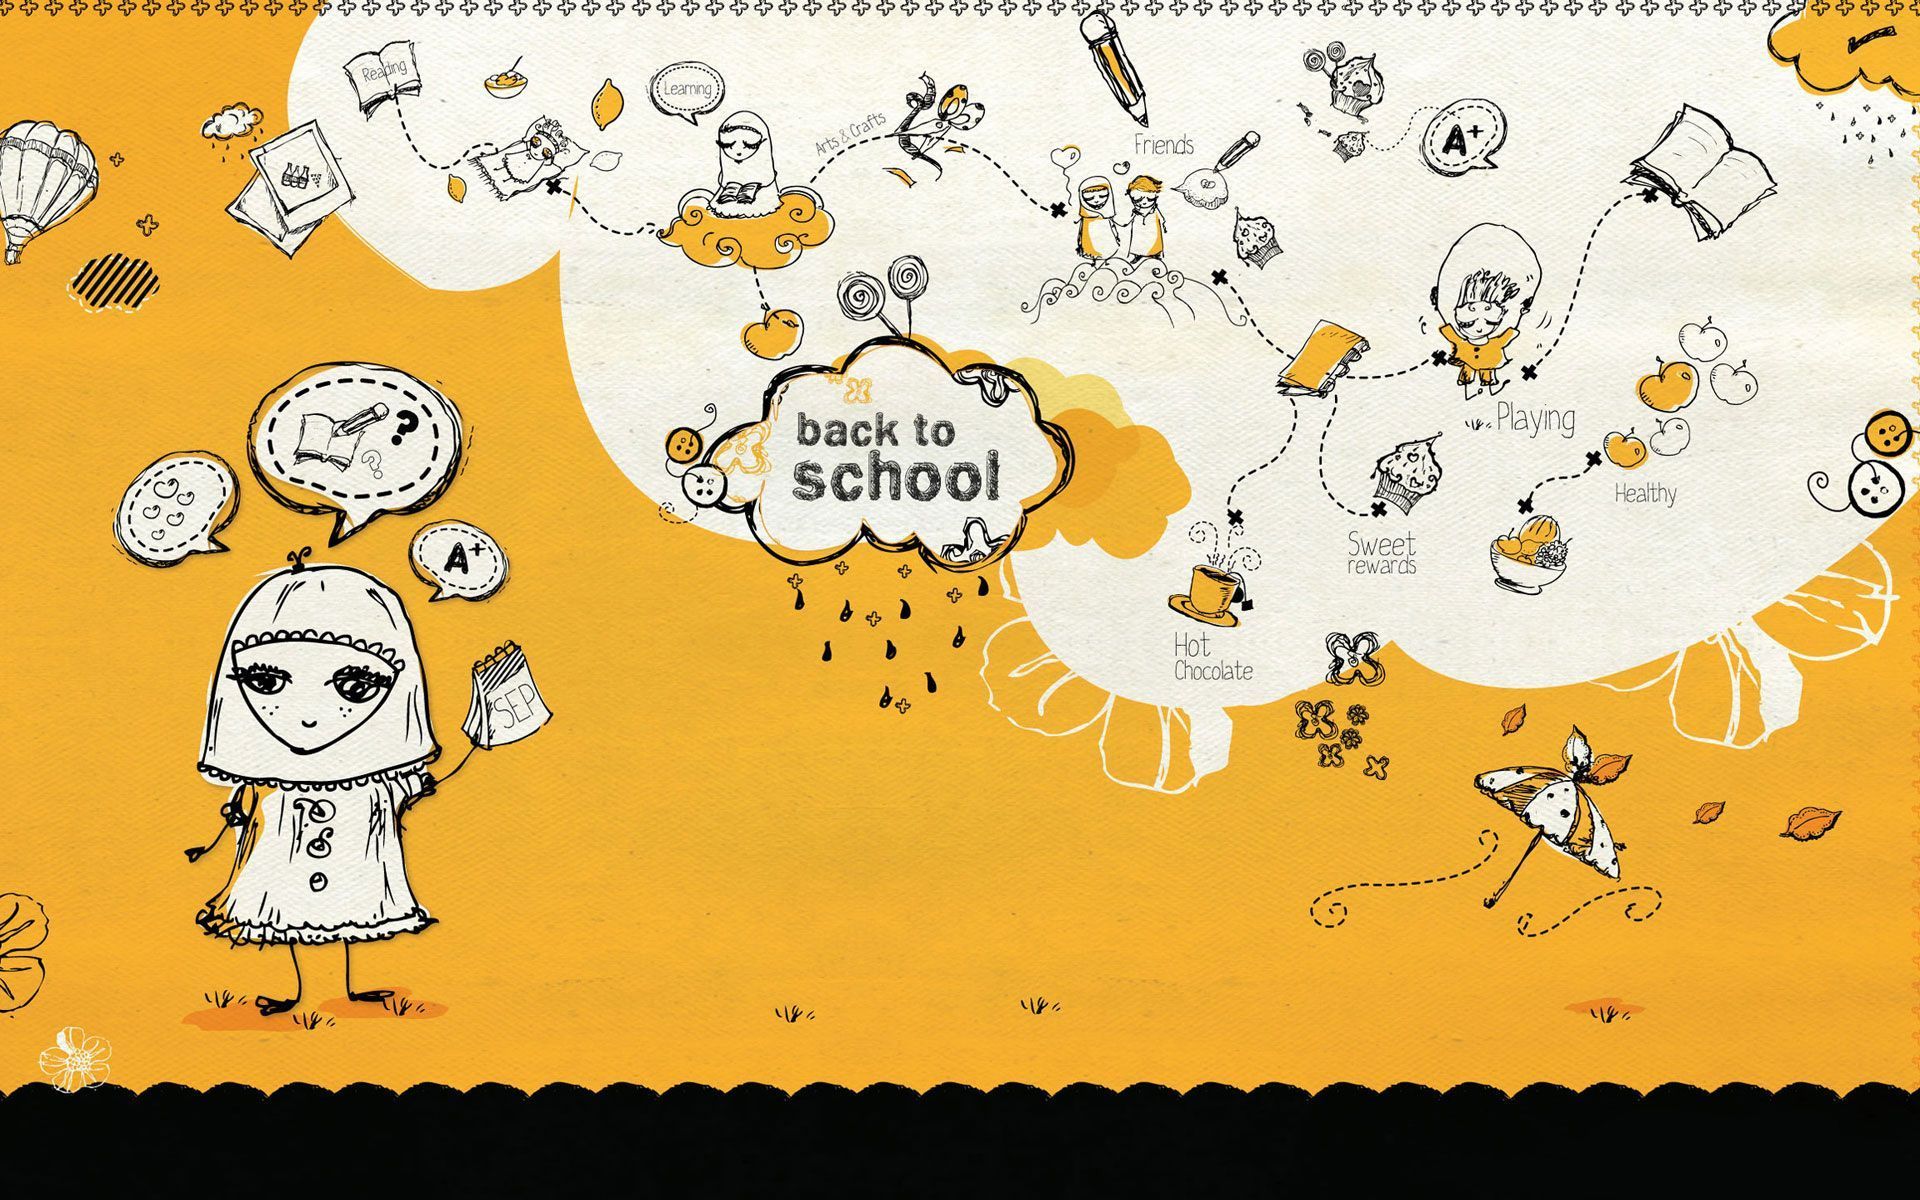 Reading
Learning
Arts & Crafts
Friends
A+
back to
school
Playing
Healthy
Sweet
rewards
Hot
Chocolate
?
?
A+
SEP